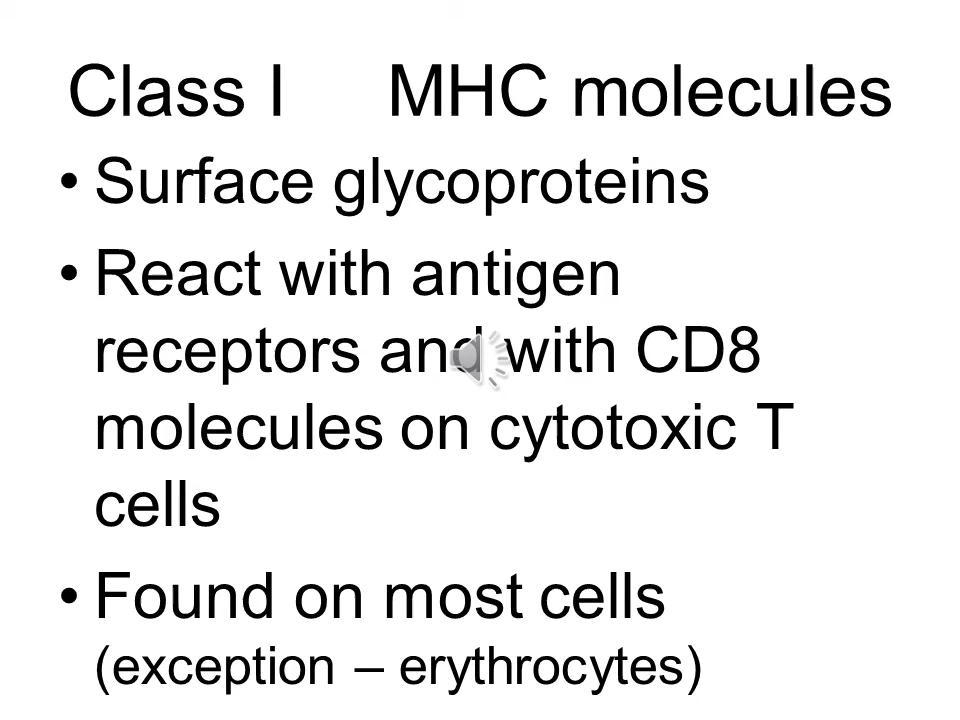 Class I MHC molecules
• Surface glycoproteins
• React with antigen
receptors and with CD8
molecules on cytotoxic T
cells
• Found on most cells
(exception – erythrocytes)